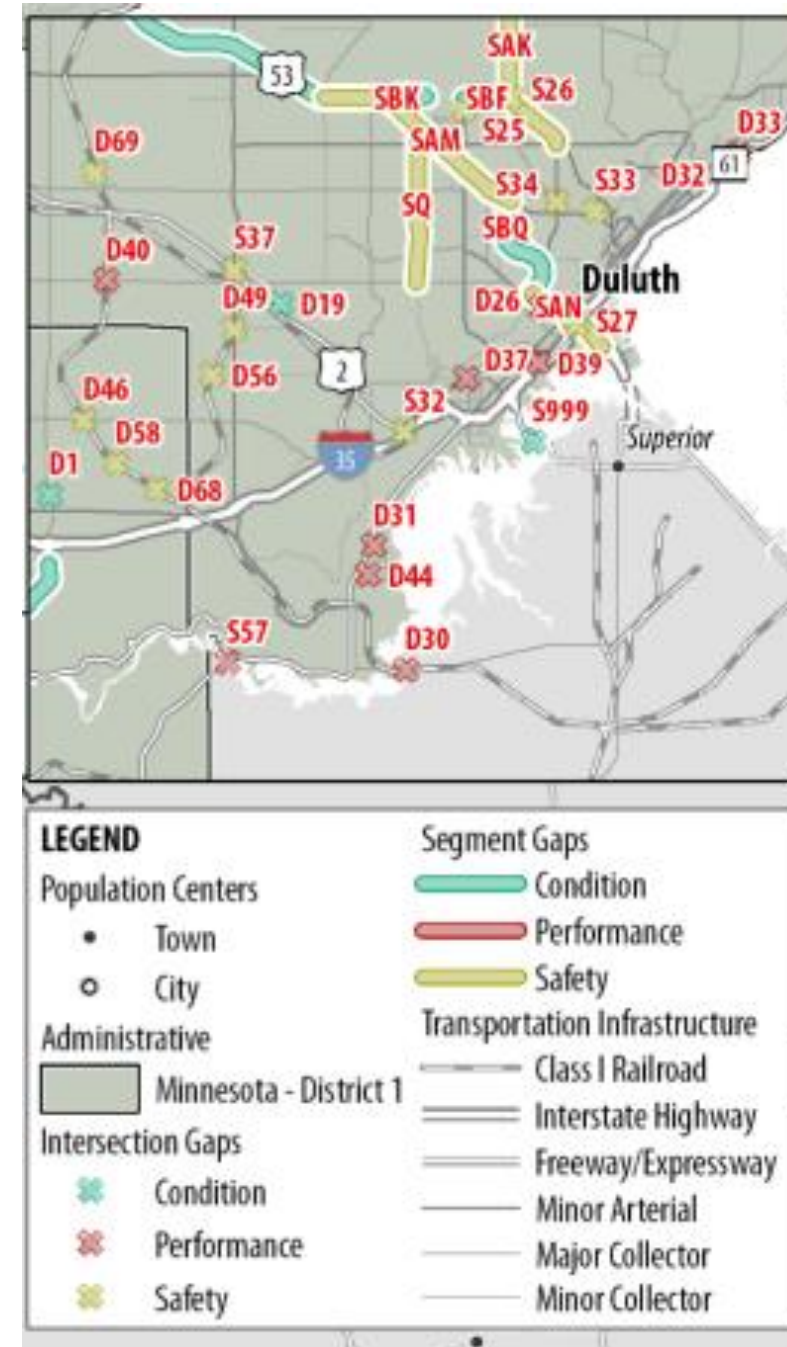 SAK
53
SBK
SBF
S26
D33
SAM
S25
D69
61
D32
S34
S33
SQ
SBQ
D40
S37
Duluth
D49
D19
D26
SAN
S27
2
D37
D39
D56
D46
S32
S999
D58
35
Superior
D1
D68
D31
D44
S57
D30
LEGEND
Population Centers
Town
City
Administrative
Minnesota - District 1
Intersection Gaps
Condition
Performance
Safety
Segment Gaps
Condition
Performance
Safety
Transportation Infrastructure
Class I Railroad
Interstate Highway
Freeway/Expressway
Minor Arterial
Major Collector
Minor Collector